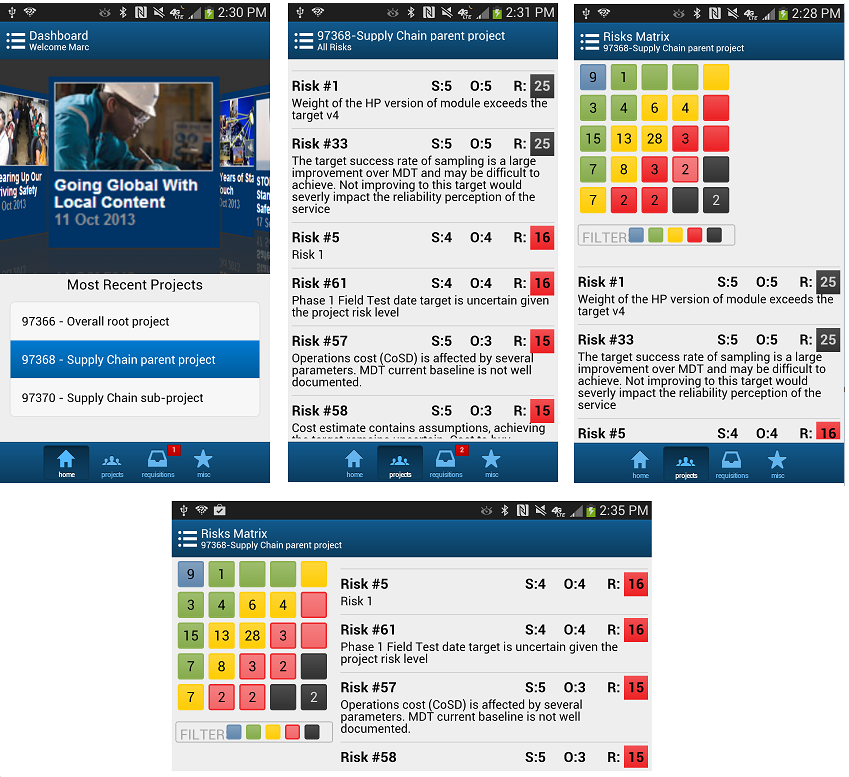 2:30 PM
Dashboard
Welcome Marc
earing Up Our
riving Safety
Oct 2013
Going Global With
Local Content
11 Oct 2013
Years of Sta
ouch
Oct 2013
STO
Stan
Safe
17 S
Most Recent Projects
97366 - Overall root project
97368 - Supply Chain parent project
97370 - Supply Chain sub-project
1
home
projects
requisitions
misc
4G LTE 2:31 PM
97368-Supply Chain parent project
All Risks
Risk #1 S:5 O:5 R: 25
Weight of the HP version of module exceeds the
target v4
Risk #33 S:5 O:5 R: 25
The target success rate of sampling is a large
improvement over MDT and may be difficult to
achieve. Not improving to this target would
severly impact the reliability perception of the
service
Risk #5 S:4 O:4 R: 16
Risk 1
Risk #61 S:4 O:4 R: 16
Phase 1 Field Test date target is uncertain given
the project risk level
Risk #57 S:5 O:3 R: 15
Operations cost (CoSD) is affected by several
parameters. MDT current baseline is not well
documented.
Risk #58 S:5 O:3 R: 15
Cost estimate contains assumptions, achieving
the target remains uncertain. Cost to buy
2
home
projects
requisitions
misc
4G LTE 2:28 PM
Risks Matrix
97368-Supply Chain parent project
9 1
3 4 6 4
15 13 28 3
7 8 3 2
7 2 2 2
FILTER
Risk #1 S:5 O:5 R: 25
Weight of the HP version of module exceeds the
target v4
Risk #33 S:5 O:5 R: 25
The target success rate of sampling is a large
improvement over MDT and may be difficult to
achieve. Not improving to this target would
severly impact the reliability perception of the
service
Risk #5 S:4 O:4 R: 16
home
projects
requisitions
misc
4G LTE 2:35 PM
Risks Matrix
97368-Supply Chain parent project
9 1
3 4 6 4
15 13 28 3
7 8 3 2
7 2 2 2
FILTER
Risk #5 S:4 O:4 R: 16
Risk 1
Risk #61 S:4 O:4 R: 16
Phase 1 Field Test date target is uncertain given the
project risk level
Risk #57 S:5 O:3 R: 15
Operations cost (CoSD) is affected by several
parameters. MDT current baseline is not well
documented.
Risk #58 S:5 O:3 R: 15